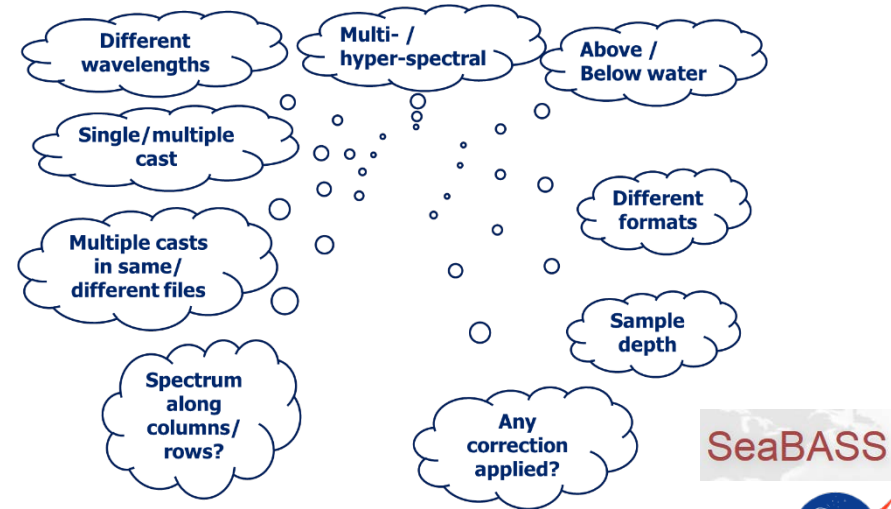 Different
wavelengths
Multi- /
hyper-spectral
Above /
Below water
Single/multiple
cast
Different
formats
Multiple casts
in same/
different files
Sample
depth
Spectrum
along
columns/
rows?
Any
correction
applied?
SeaBASS